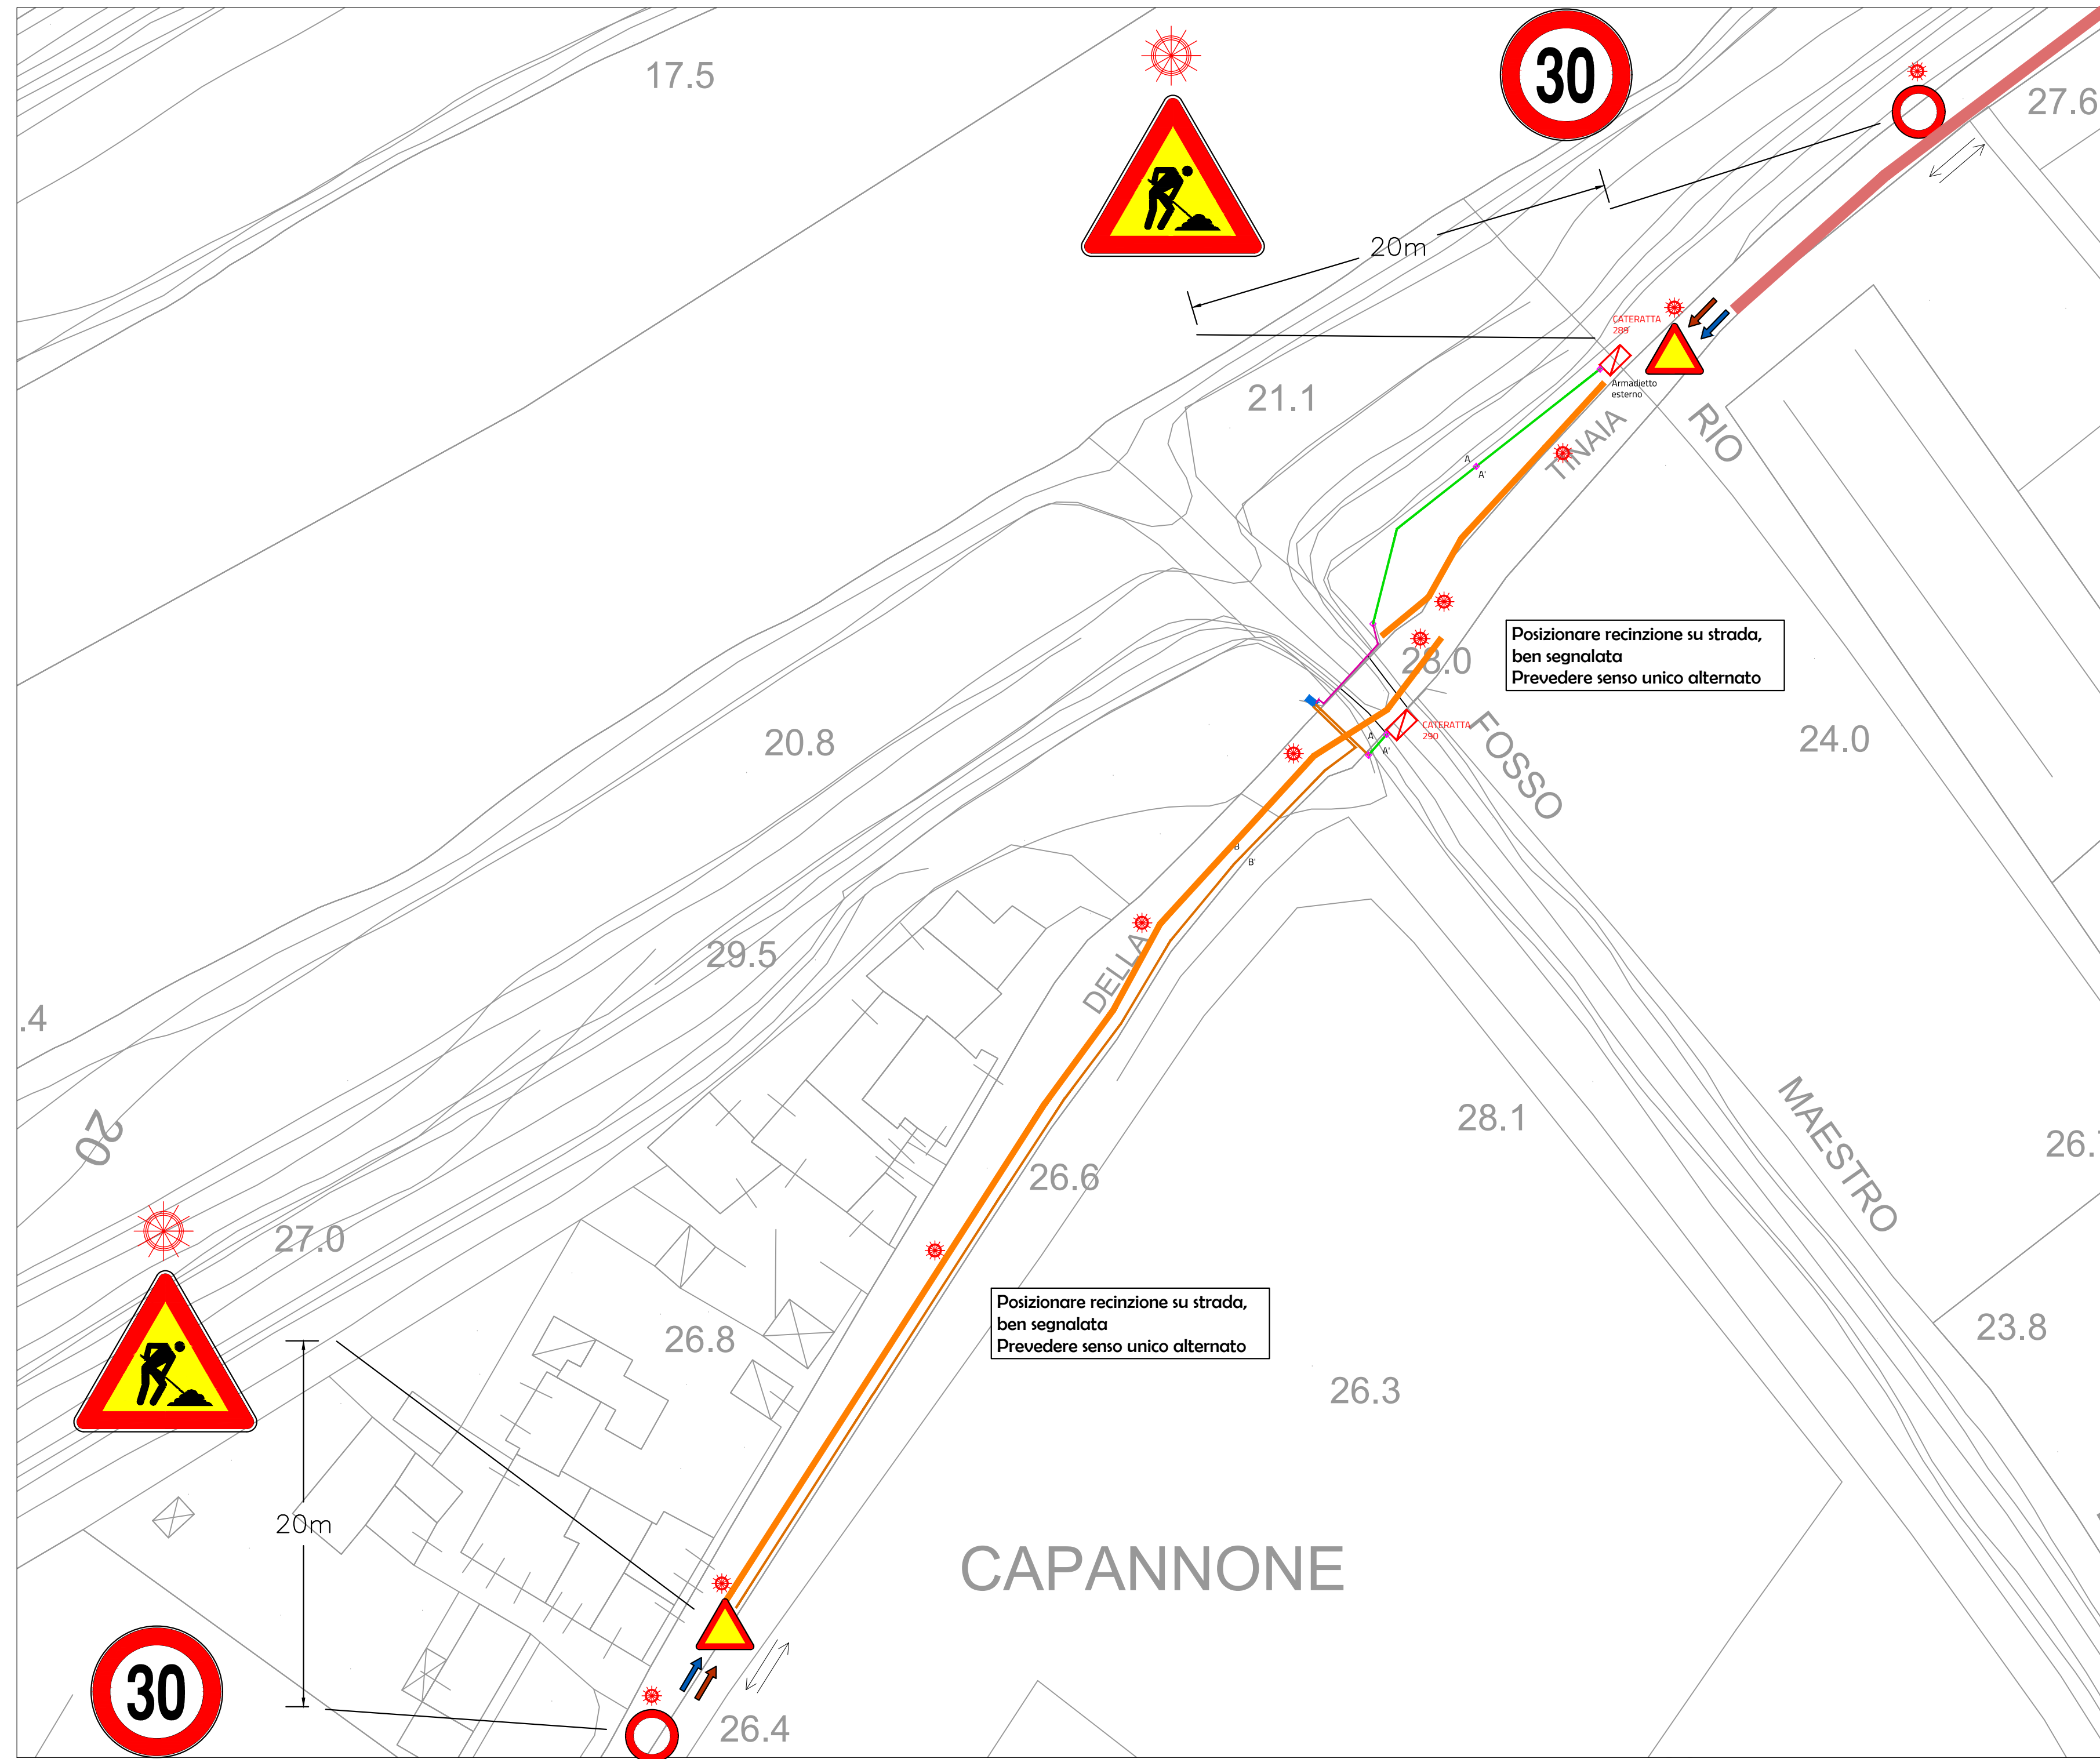 17.5
30
27.6
20m
CATERATTA
289
Armadietto
esterno
21.1
TINAIA
RIO
A
A'
Posizionare recinzione su strada,
ben segnalata
Prevedere senso unico alternato
28.0
CATERATTA
290
A
A'
FOSSO
20.8
24.0
B
B'
29.5
DELLA
.4
20
28.1
MAESTRO
26.6
27.0
Posizionare recinzione su strada,
ben segnalata
Prevedere senso unico alternato
26.8
23.8
26.3
20m
CAPANNONE
30
26.4